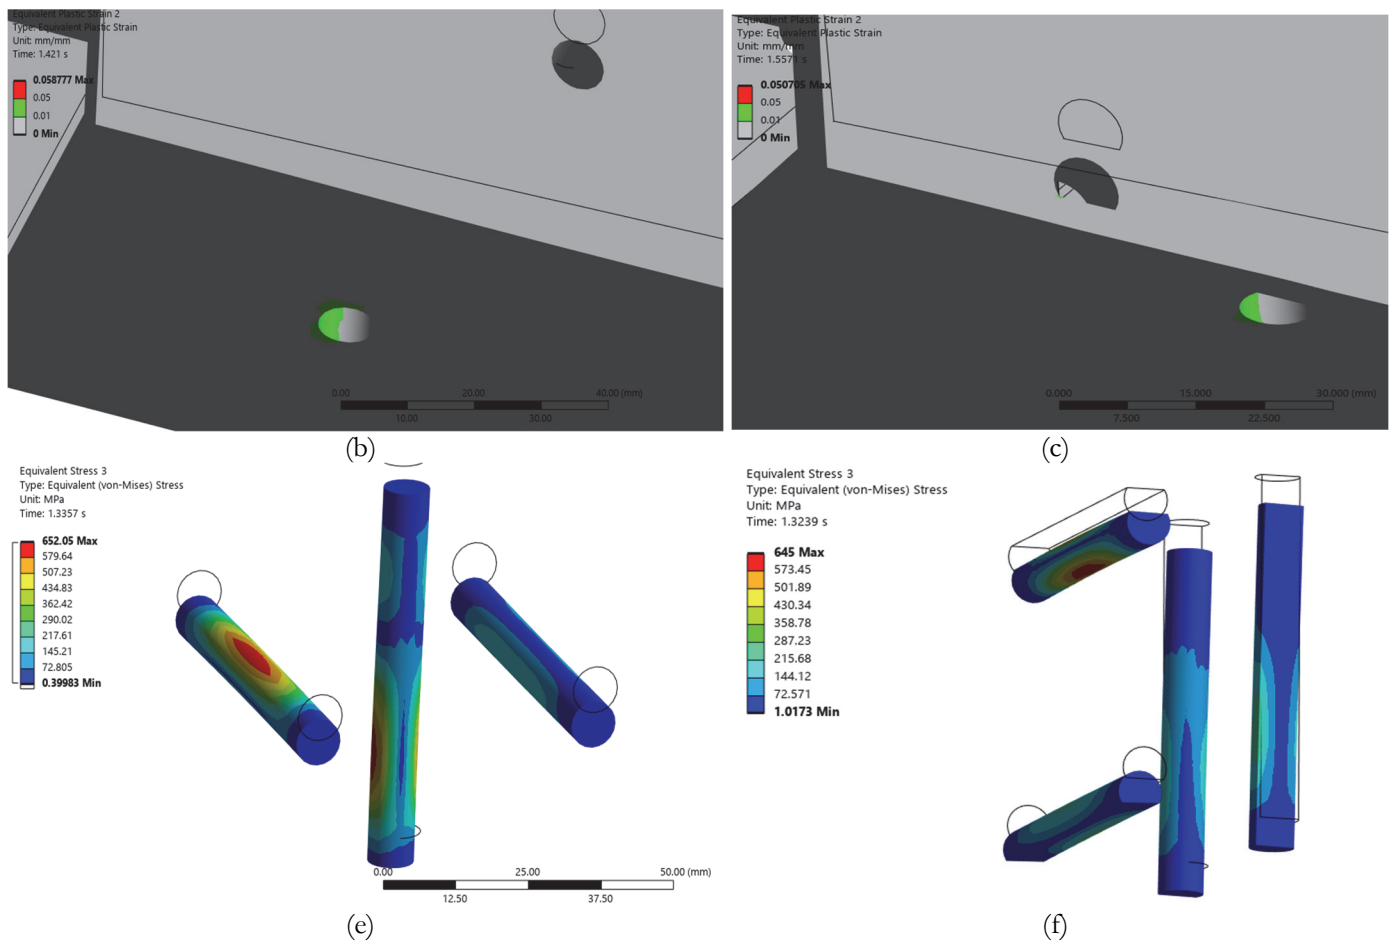 Equivalent Plastic Strain 2
Type: Equivalent Plastic Strain
Unit: mm/mm
Time: 1.421 s
0.058777 Max
0.05
0.01
0 Min
0.00 20.00 40.00 (mm)
10.00 30.00
(b)
Equivalent Plastic Strain 2
Type: Equivalent Plastic Strain
Unit: mm/mm
Time: 1.5571 s
0.050705 Max
0.05
0.01
0 Min
0.000 15.000 30.000 (mm)
7.500 22.500
(c)
Equivalent Stress 3
Type: Equivalent (von-Mises) Stress
Unit: MPa
Time: 1.3357 s
652.05 Max
579.64
507.23
434.83
362.42
290.02
217.61
145.21
72.805
0.39983 Min
0.00 25.00 50.00 (mm)
12.50 37.50
(e)
Equivalent Stress 3
Type: Equivalent (von-Mises) Stress
Unit: MPa
Time: 1.3239 s
645 Max
573.45
501.89
430.34
358.78
287.23
215.68
144.12
72.571
1.0173 Min
(f)